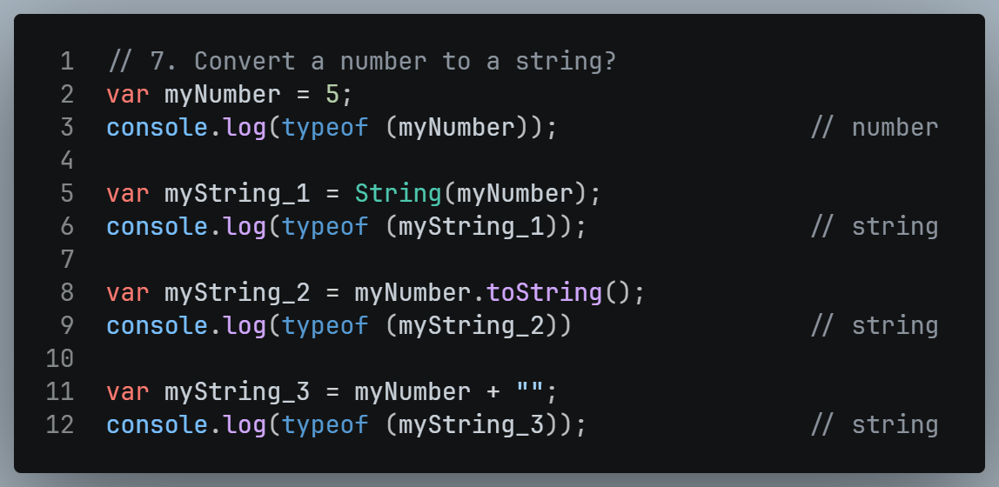 1 // 7. Convert a number to a string?
2 var myNumber = 5;
3 console.log(typeof (myNumber)); // number
4
5 var myString_1 = String(myNumber);
6 console.log(typeof (myString_1)); // string
7
8 var myString_2 = myNumber.toString();
9 console.log(typeof (myString_2)) // string
10
11 var myString_3 = myNumber + "";
12 console.log(typeof (myString_3)); // string